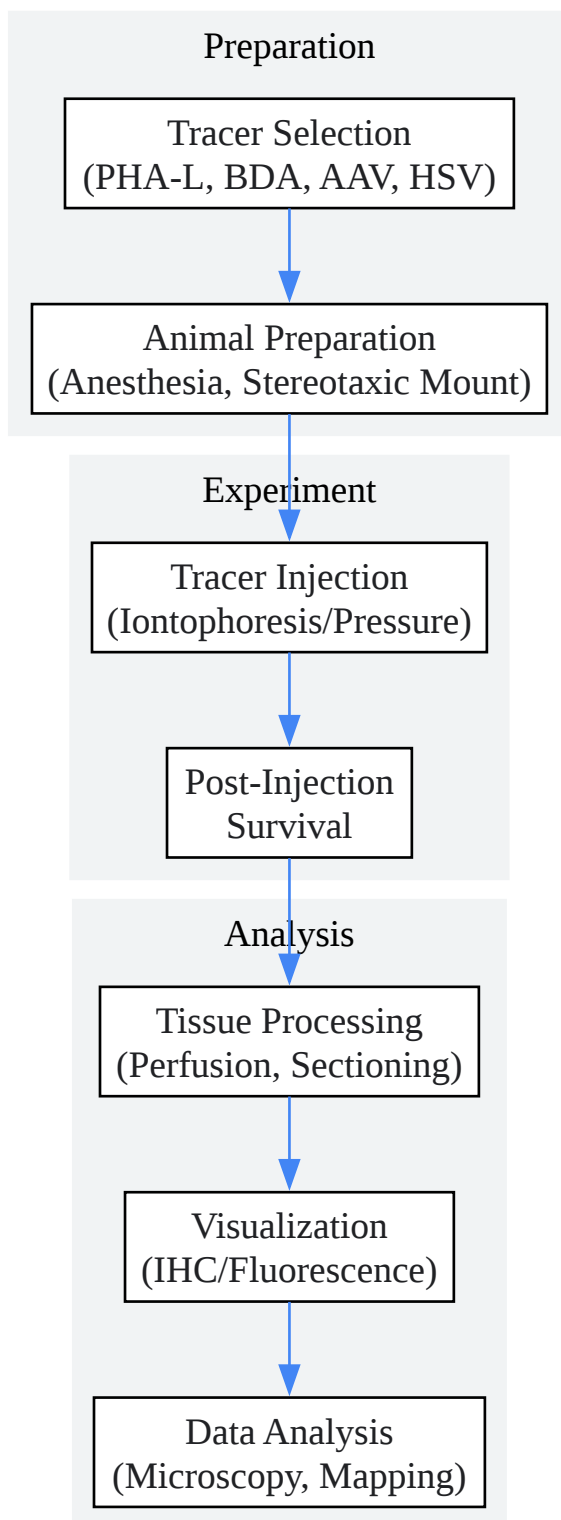 Preparation
Tracer Selection
(PHA-L, BDA, AAV, HSV)
Animal Preparation
(Anesthesia, Stereotaxic Mount)
Experiment
Tracer Injection
(Iontophoresis/Pressure)
Post-Injection
Survival
Analysis
Tissue Processing
(Perfusion, Sectioning)
Visualization
(IHC/Fluorescence)
Data Analysis
(Microscopy, Mapping)